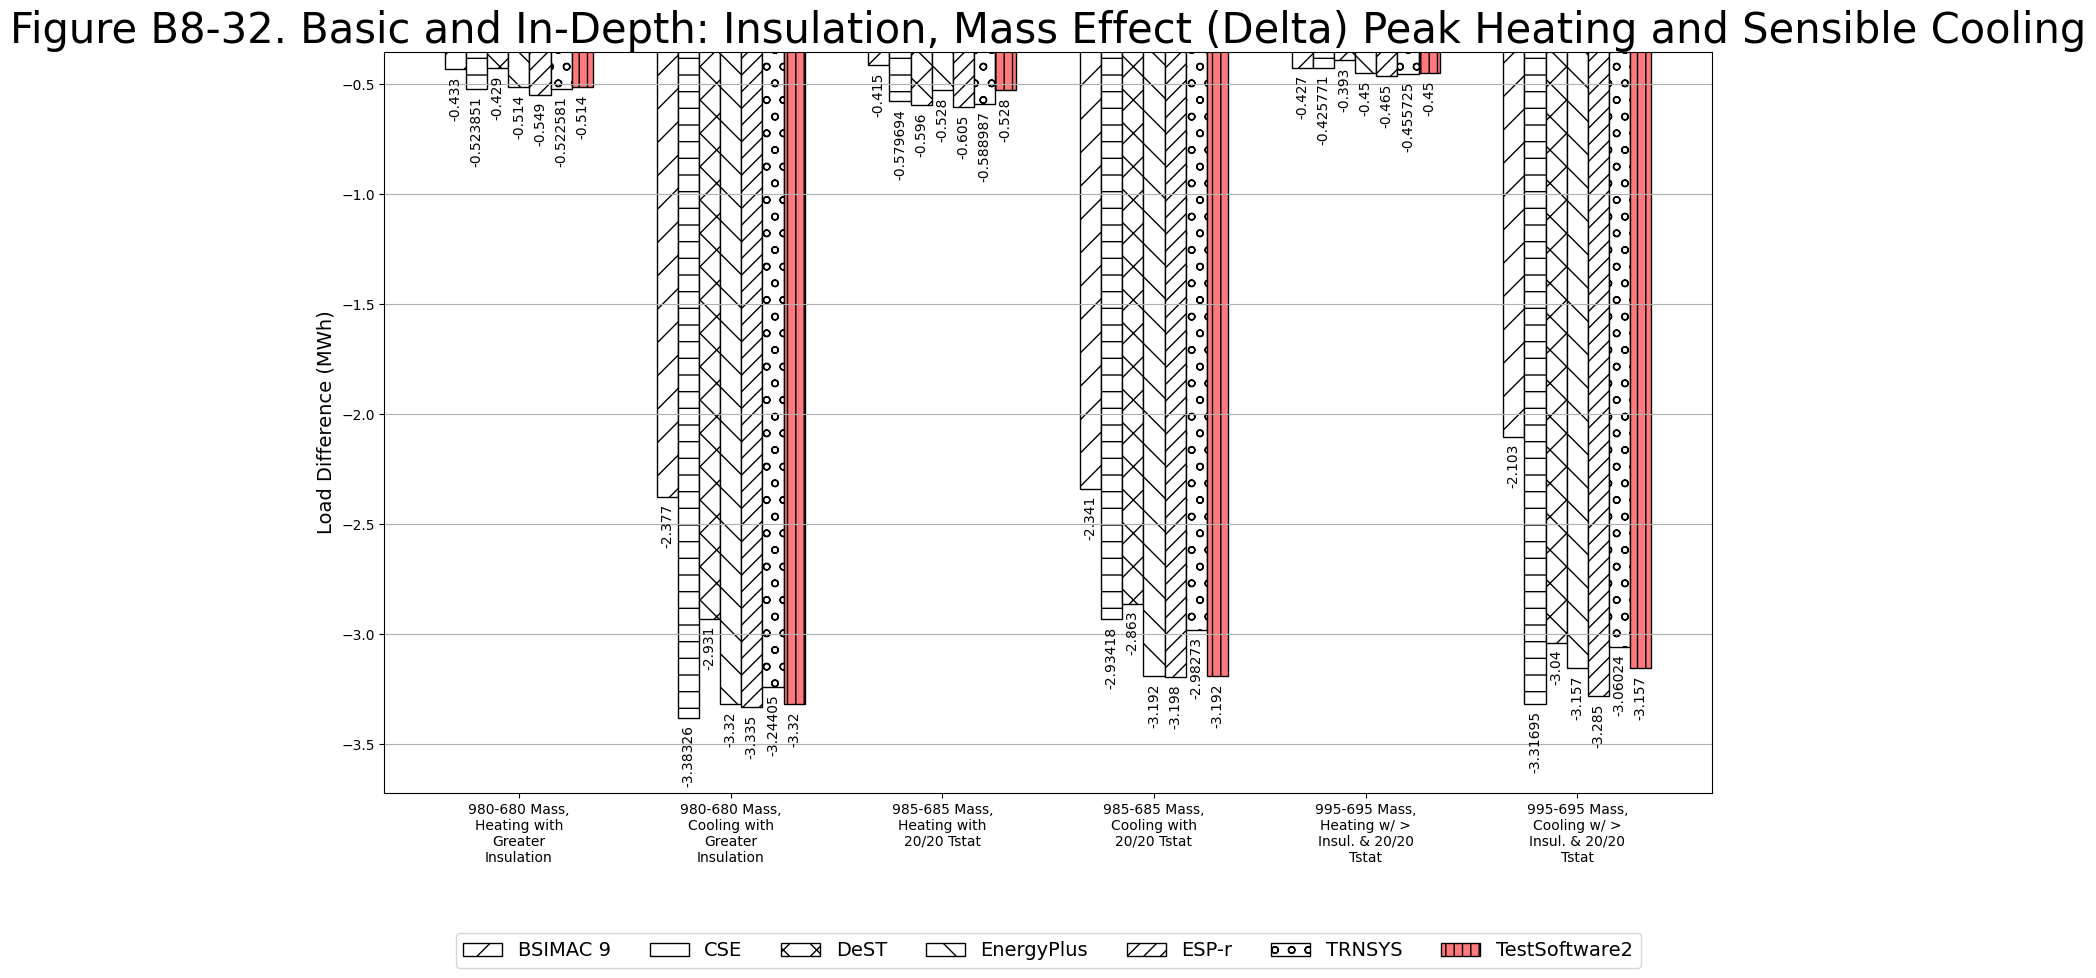 Figure B8-32. Basic and In-Depth: Insulation, Mass Effect (Delta) Peak Heating and Sensible Cooling
Load Difference (MWh)
−0.5
−1.0
−1.5
−2.0
−2.5
−3.0
−3.5
-0.433
-0.523851
-0.429
-0.514
-0.549
-0.522581
-0.514
-2.377
-3.38326
-2.931
-3.32
-3.335
-3.24405
-3.32
-0.415
-0.579694
-0.596
-0.528
-0.605
-0.588987
-0.528
-2.341
-2.93418
-2.863
-3.192
-3.198
-2.98273
-3.192
-0.427
-0.425771
-0.393
-0.45
-0.465
-0.455725
-0.45
-2.103
-3.31695
-3.04
-3.157
-3.285
-3.06024
-3.157
980-680 Mass,
Heating with
Greater
Insulation
980-680 Mass,
Cooling with
Greater
Insulation
985-685 Mass,
Heating with
20/20 Tstat
985-685 Mass,
Cooling with
20/20 Tstat
995-695 Mass,
Heating w/ >
Insul. & 20/20
Tstat
995-695 Mass,
Cooling w/ >
Insul. & 20/20
Tstat
BSIMAC 9
CSE
DeST
EnergyPlus
ESP-r
TRNSYS
TestSoftware2